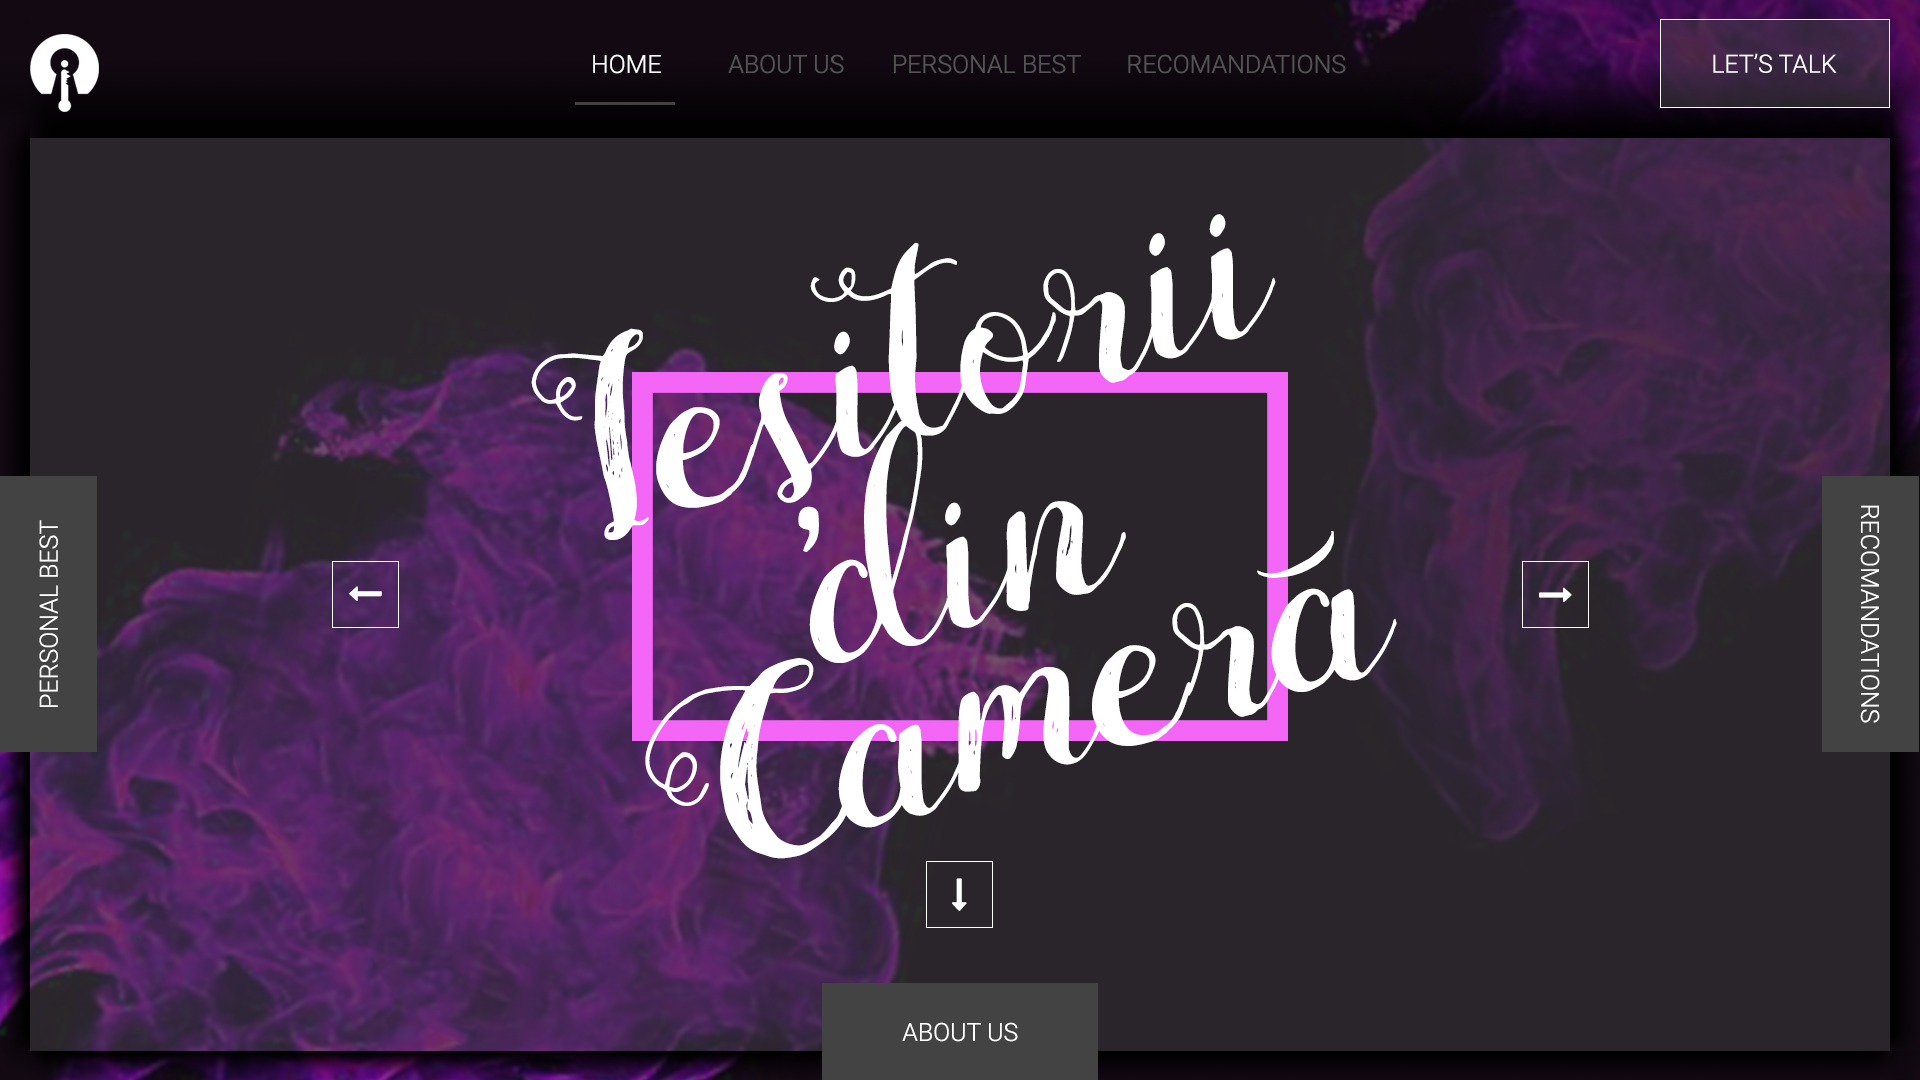 HOME ABOUT US PERSONAL BEST RECOMANDATIONS
LET'S TALK
Ieșitorii
din
Cameră
PERSONAL BEST
RECOMANDATIONS
ABOUT US